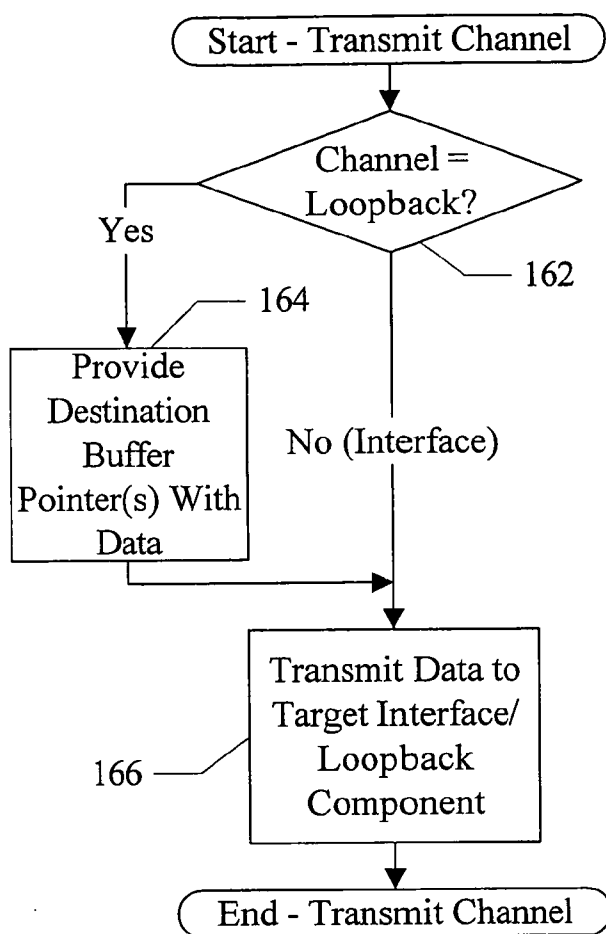 Start - Transmit Channel
Channel =
Loopback?
Yes
162
164
Provide
Destination
Buffer
Pointer(s) With
Data
No (Interface)
Transmit Data to
Target Interface/
Loopback
Component
166
End - Transmit Channel